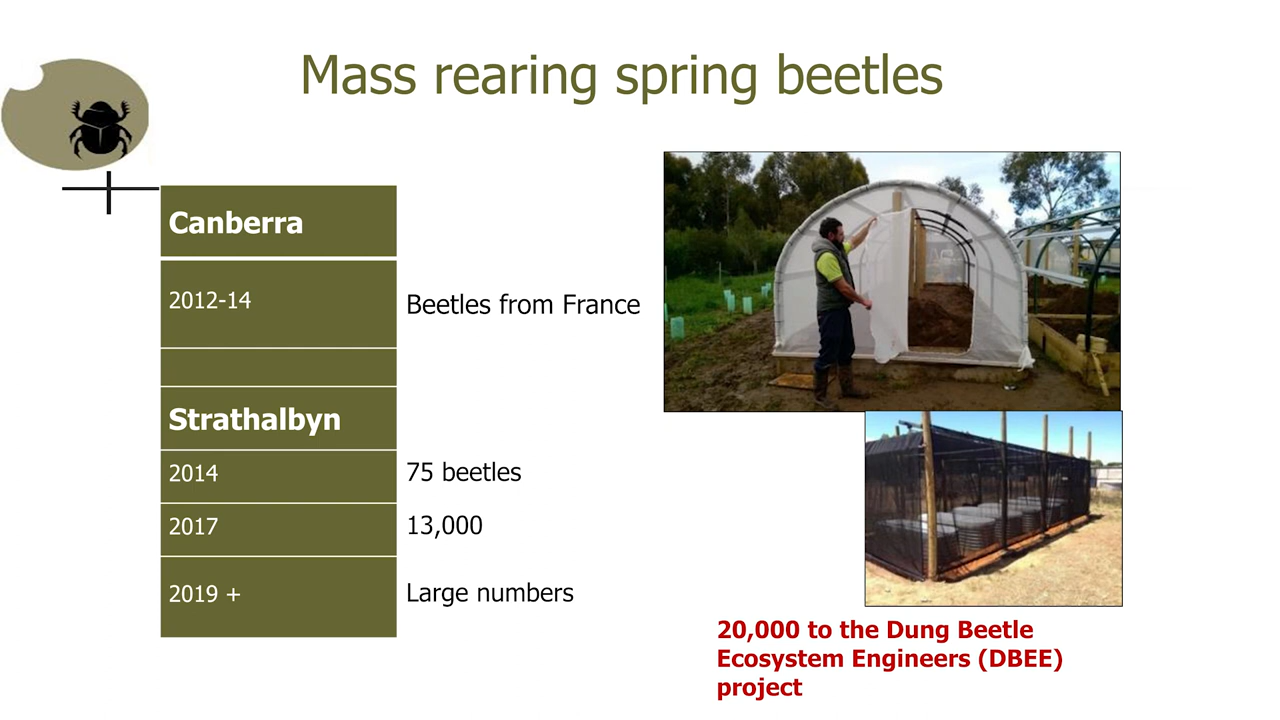 Mass rearing spring beetles
Canberra
2012-14 Beetles from France
Strathalbyn
2014 75 beetles
2017 13,000
2019 + Large numbers
20,000 to the Dung Beetle
Ecosystem Engineers (DBEE)
project